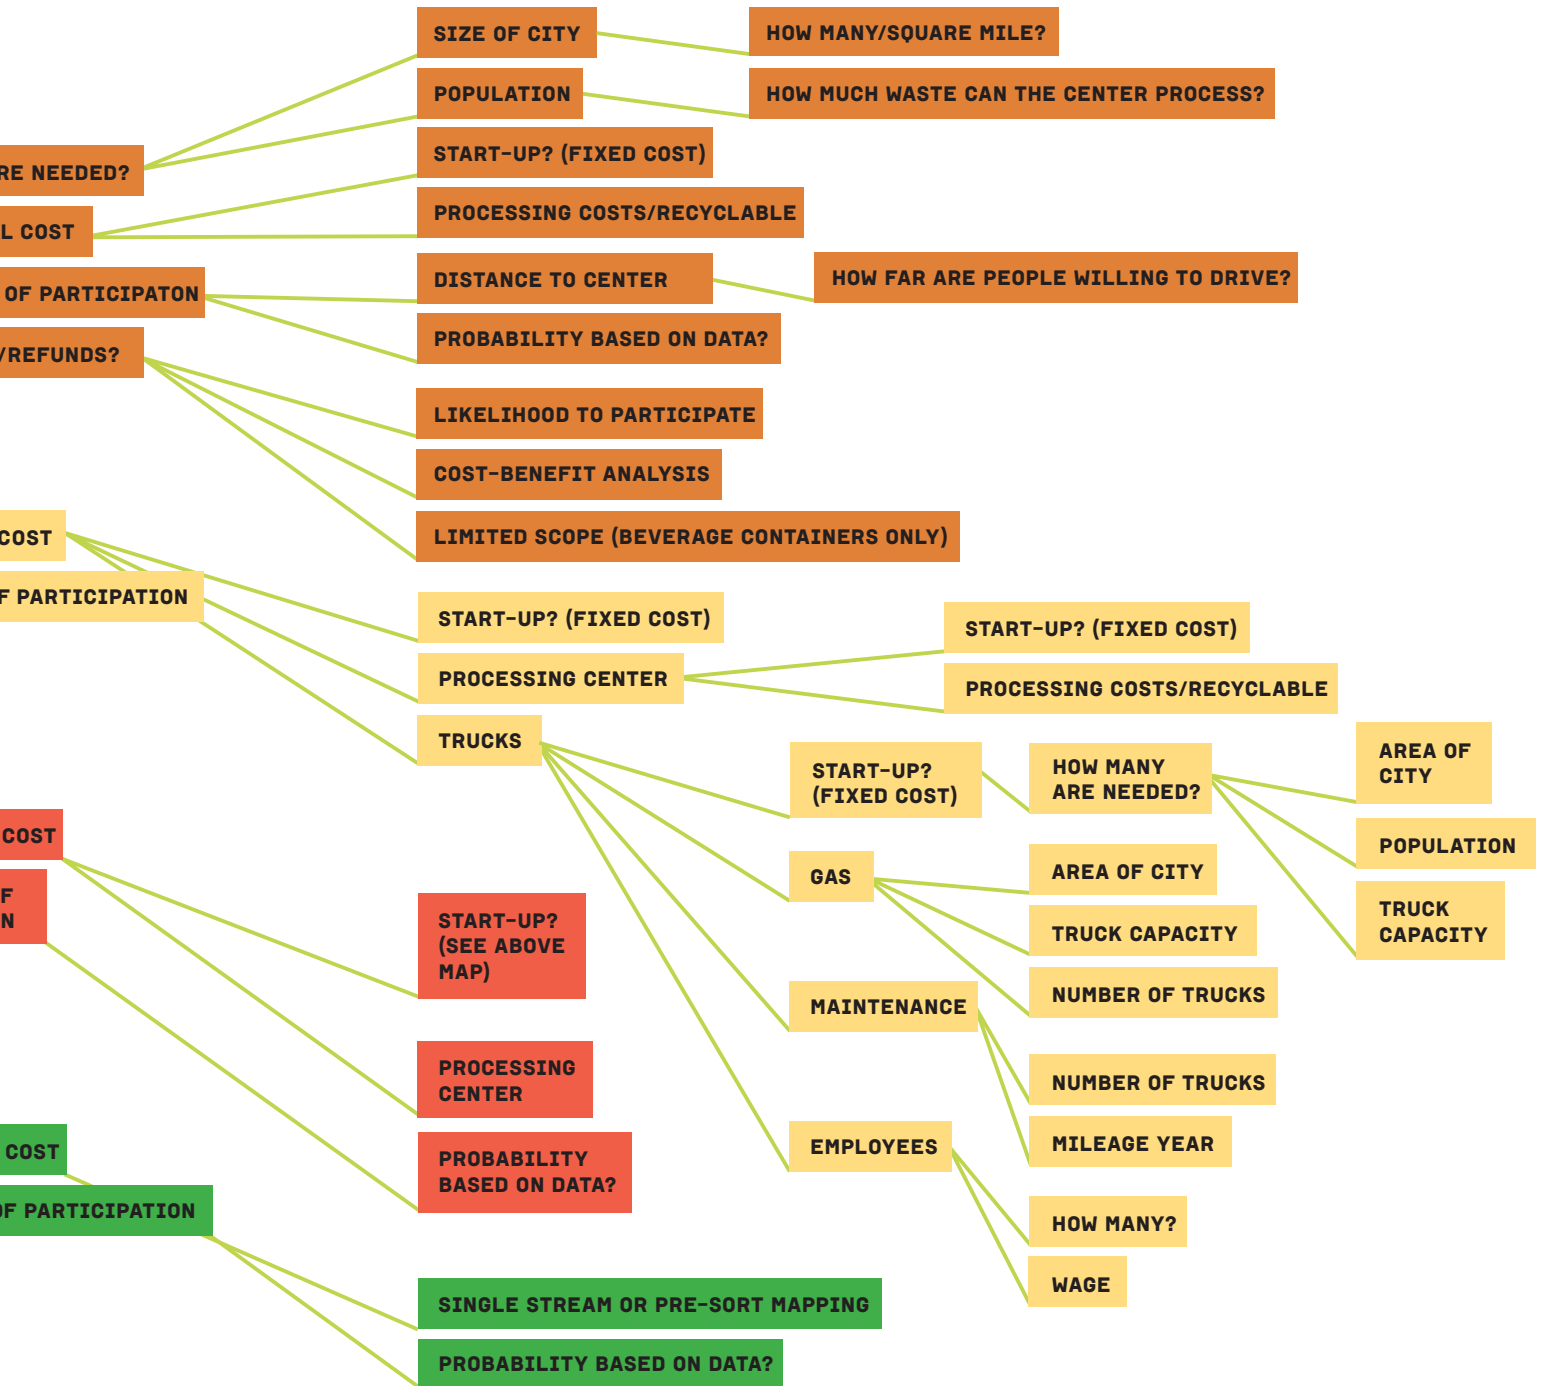 SIZE OF CITY
HOW MANY/SQUARE MILE?
POPULATION
HOW MUCH WASTE CAN THE CENTER PROCESS?
RE NEEDED?
START-UP? (FIXED COST)
L COST
PROCESSING COSTS/RECYCLABLE
OF PARTICIPATON
DISTANCE TO CENTER
HOW FAR ARE PEOPLE WILLING TO DRIVE?
/REFUNDS?
PROBABILITY BASED ON DATA?
LIKELIHOOD TO PARTICIPATE
COST-BENEFIT ANALYSIS
LIMITED SCOPE (BEVERAGE CONTAINERS ONLY)
COST
F PARTICIPATION
START-UP? (FIXED COST)
START-UP? (FIXED COST)
PROCESSING CENTER
PROCESSING COSTS/RECYCLABLE
TRUCKS
START-UP?
(FIXED COST)
HOW MANY
ARE NEEDED?
AREA OF
CITY
POPULATION
TRUCK
CAPACITY
GAS
AREA OF CITY
TRUCK CAPACITY
NUMBER OF TRUCKS
MAINTENANCE
NUMBER OF TRUCKS
MILEAGE YEAR
EMPLOYEES
HOW MANY?
WAGE
COST
F
N
START-UP?
(SEE ABOVE
MAP)
PROCESSING
CENTER
PROBABILITY
BASED ON DATA?
COST
OF PARTICIPATION
SINGLE STREAM OR PRE-SORT MAPPING
PROBABILITY BASED ON DATA?